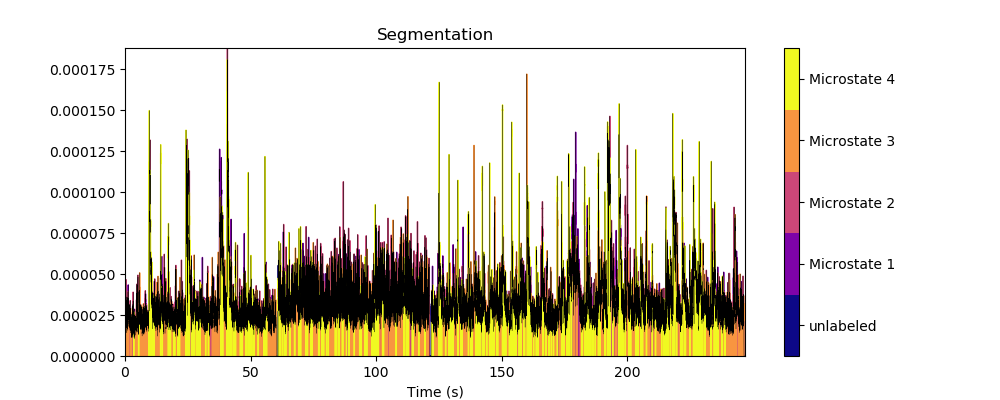 Segmentation
0.000175
0.000150
0.000125
0.000100
0.000075
0.000050
0.000025
0.000000
0 50 100 150 200
Time (s)
Microstate 4
Microstate 3
Microstate 2
Microstate 1
unlabeled